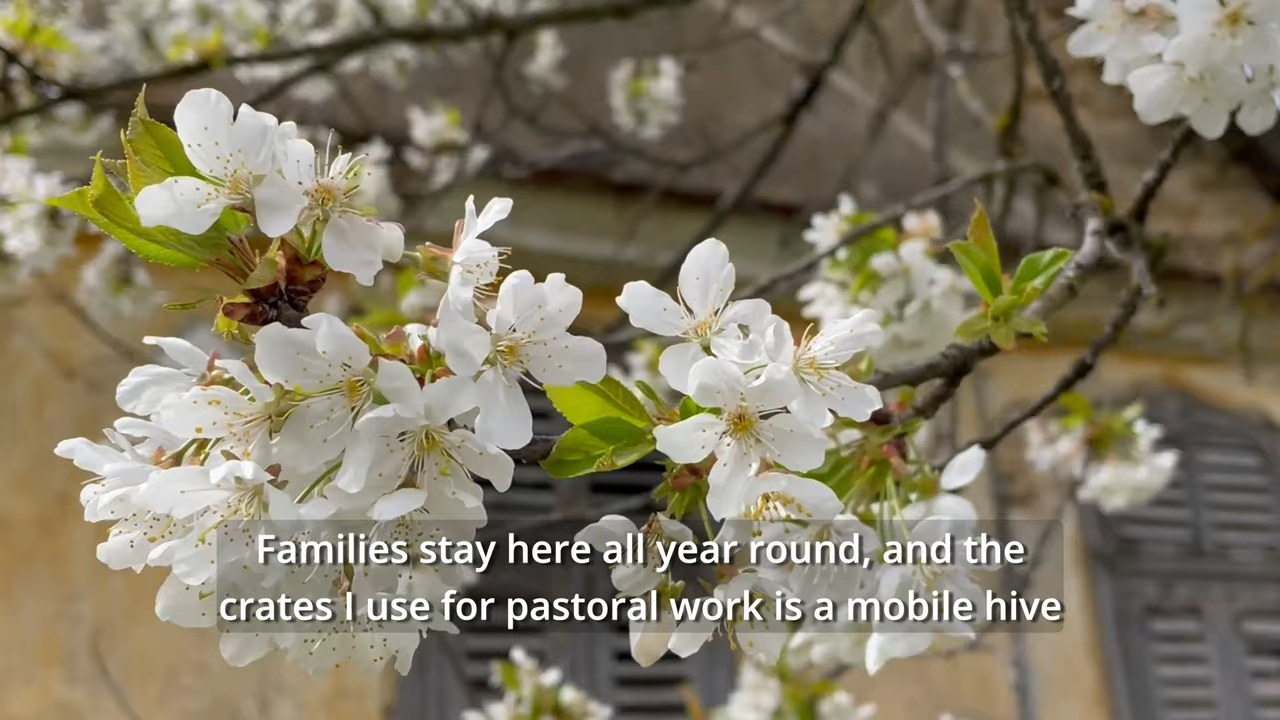 Families stay here all year round, and the
crates I use for pastoral work is a mobile hive